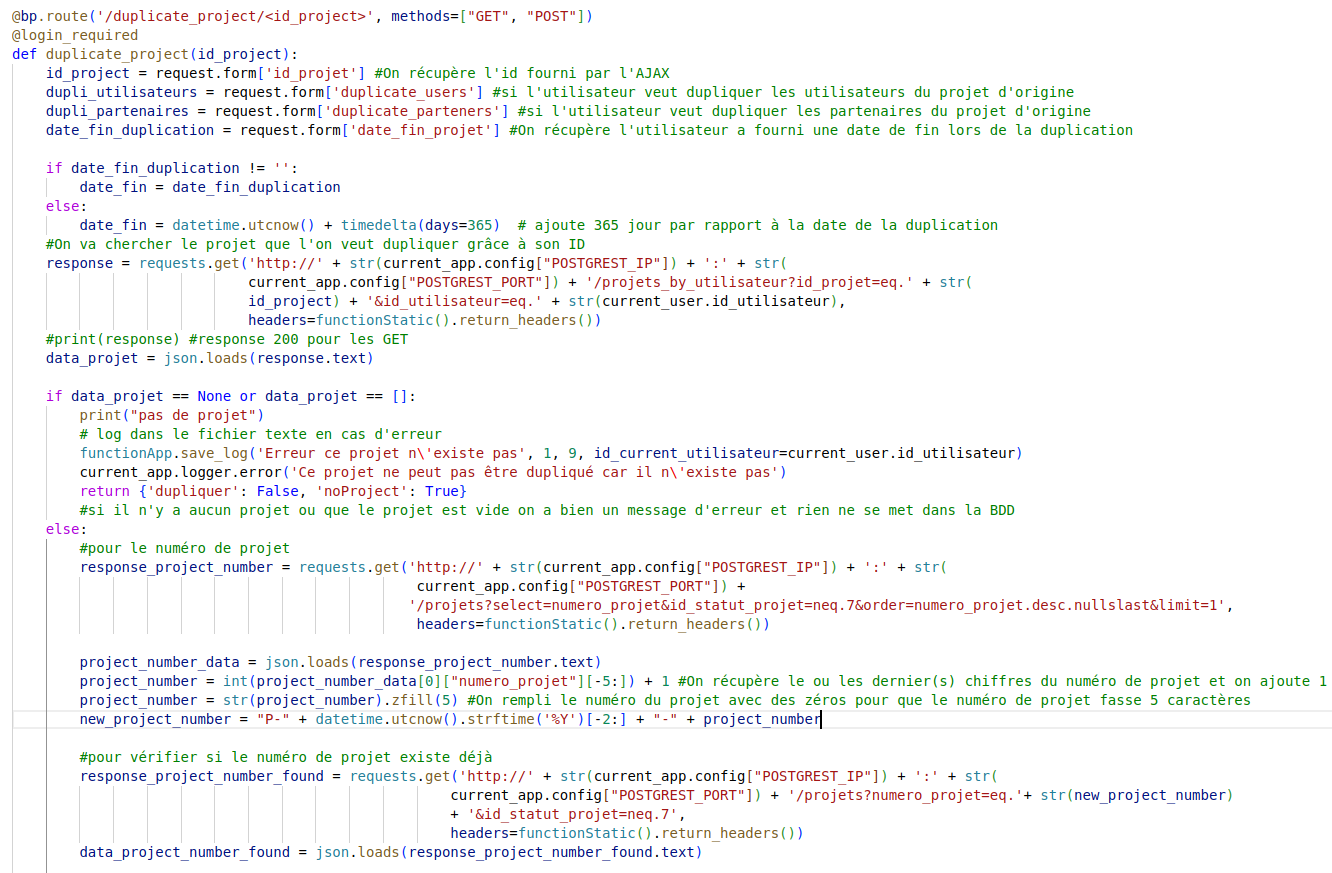 @bp.route('/duplicate_project/<id_project>', methods=["GET", "POST"])
@login_required
def duplicate_project(id_project):
    id_project = request.form['id_projet'] #On récupère l'id fourni par l'AJAX
    dupli_utilisateurs = request.form['duplicate_users'] #si l'utilisateur veut dupliquer les utilisateurs du projet d'origine
    dupli_partenaires = request.form['duplicate_parteners'] #si l'utilisateur veut dupliquer les partenaires du projet d'origine
    date_fin_duplication = request.form['date_fin_projet'] #On récupère l'utilisateur a fourni une date de fin lors de la duplication

    if date_fin_duplication != '':
        date_fin = date_fin_duplication
    else:
        date_fin = datetime.utcnow() + timedelta(days=365)  # ajoute 365 jour par rapport à la date de la duplication
    #On va chercher le projet que l'on veut dupliquer grâce à son ID
    response = requests.get('http://' + str(current_app.config["POSTGREST_IP"]) + ':' + str(
                            current_app.config["POSTGREST_PORT"]) + '/projets_by_utilisateur?id_projet=eq.' + str(
                            id_project) + '&id_utilisateur=eq.' + str(current_user.id_utilisateur),
                            headers=functionStatic().return_headers())
    #print(response) #response 200 pour les GET
    data_projet = json.loads(response.text)

    if data_projet == None or data_projet == []:
        print("pas de projet")
        # log dans le fichier texte en cas d'erreur
        functionApp.save_log('Erreur ce projet n\'existe pas', 1, 9, id_current_utilisateur=current_user.id_utilisateur)
        current_app.logger.error('Ce projet ne peut pas être dupliqué car il n\'existe pas')
        return {'dupliquer': False, 'noProject': True}
        #si il n'y a aucun projet ou que le projet est vide on a bien un message d'erreur et rien ne se met dans la BDD
    else:
        #pour le numéro de projet
        response_project_number = requests.get('http://' + str(current_app.config["POSTGREST_IP"]) + ':' + str(
                                                current_app.config["POSTGREST_PORT"]) +
                                               '/projets?select=numero_projet&id_statut_projet=neq.7&order=numero_projet.desc.nullslast&limit=1',
                                                headers=functionStatic().return_headers())

        project_number_data = json.loads(response_project_number.text)
        project_number = int(project_number_data[0]["numero_projet"][-5:]) + 1 #On récupère le ou les dernier(s) chiffres du numéro de projet et on ajoute 1
        project_number = str(project_number).zfill(5) #On rempli le numéro du projet avec des zéros pour que le numéro de projet fasse 5 caractères
        new_project_number = "P-" + datetime.utcnow().strftime('%Y')[-2:] + "-" + project_number

        #pour vérifier si le numéro de projet existe déjà
        response_project_number_found = requests.get('http://' + str(current_app.config["POSTGREST_IP"]) + ':' + str(
                                                    current_app.config["POSTGREST_PORT"]) + '/projets?numero_projet=eq.'+ str(new_project_number)
                                                    + '&id_statut_projet=neq.7',
                                                    headers=functionStatic().return_headers())
        data_project_number_found = json.loads(response_project_number_found.text)